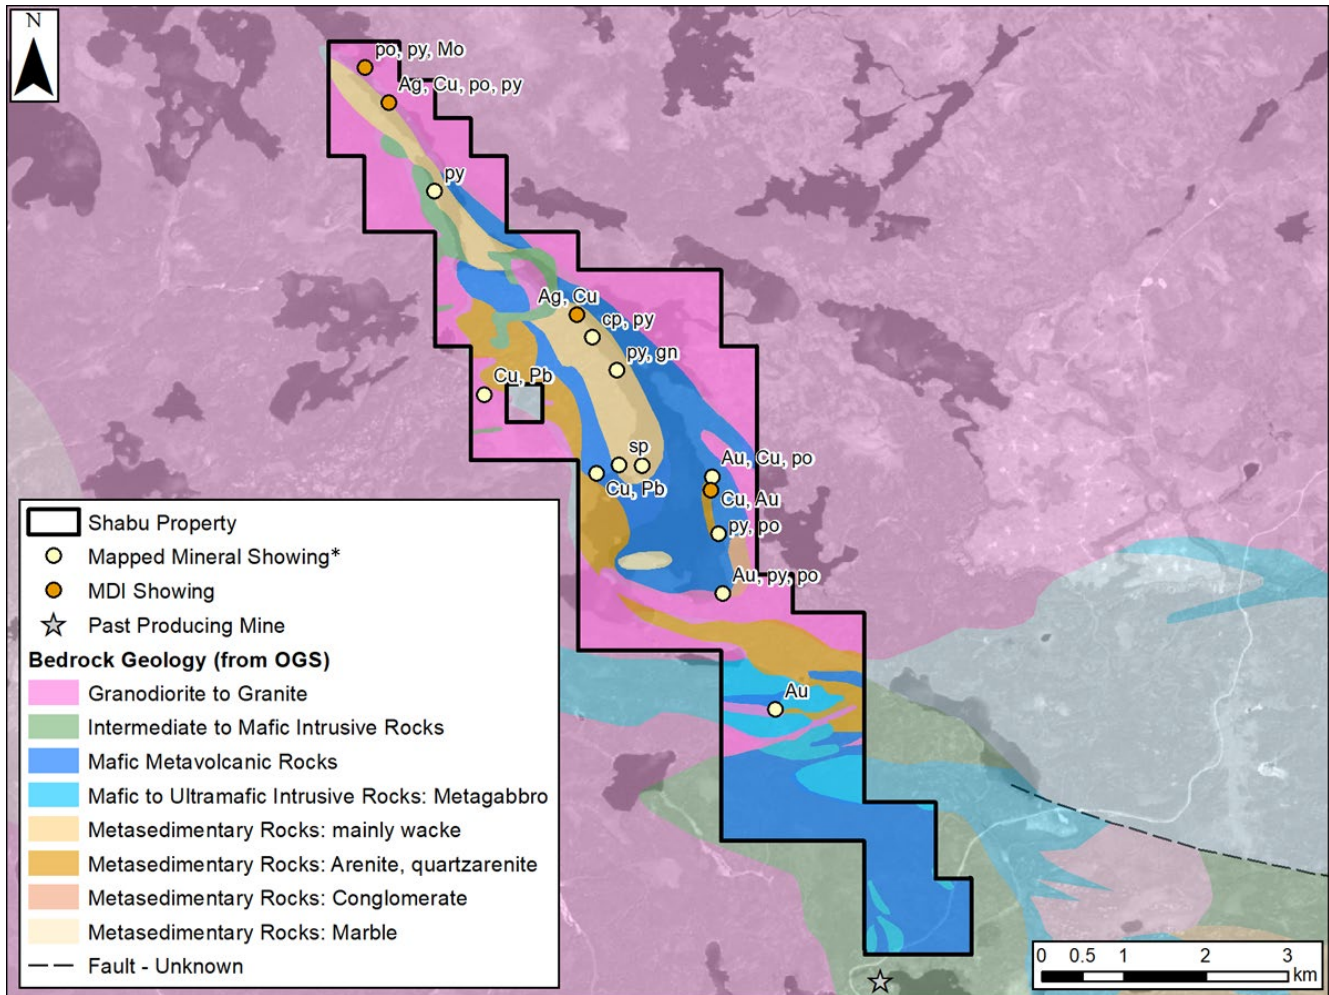 N
po, py, Mo
Ag, Cu, po, py
py
Ag, Cu
cp, py
py, gn
Cu, Pb
sp
Au, Cu, po
Cu, Pb
Cu, Au
py, po
Au, py, po
Au
Shabu Property
Mapped Mineral Showing*
MDI Showing
Past Producing Mine
Bedrock Geology (from OGS)
Granodiorite to Granite
Intermediate to Mafic Intrusive Rocks
Mafic Metavolcanic Rocks
Mafic to Ultramafic Intrusive Rocks: Metagabbro
Metasedimentary Rocks: mainly wacke
Metasedimentary Rocks: Arenite, quartzarenite
Metasedimentary Rocks: Conglomerate
Metasedimentary Rocks: Marble
Fault - Unknown
0 0.5 1 2 3
km